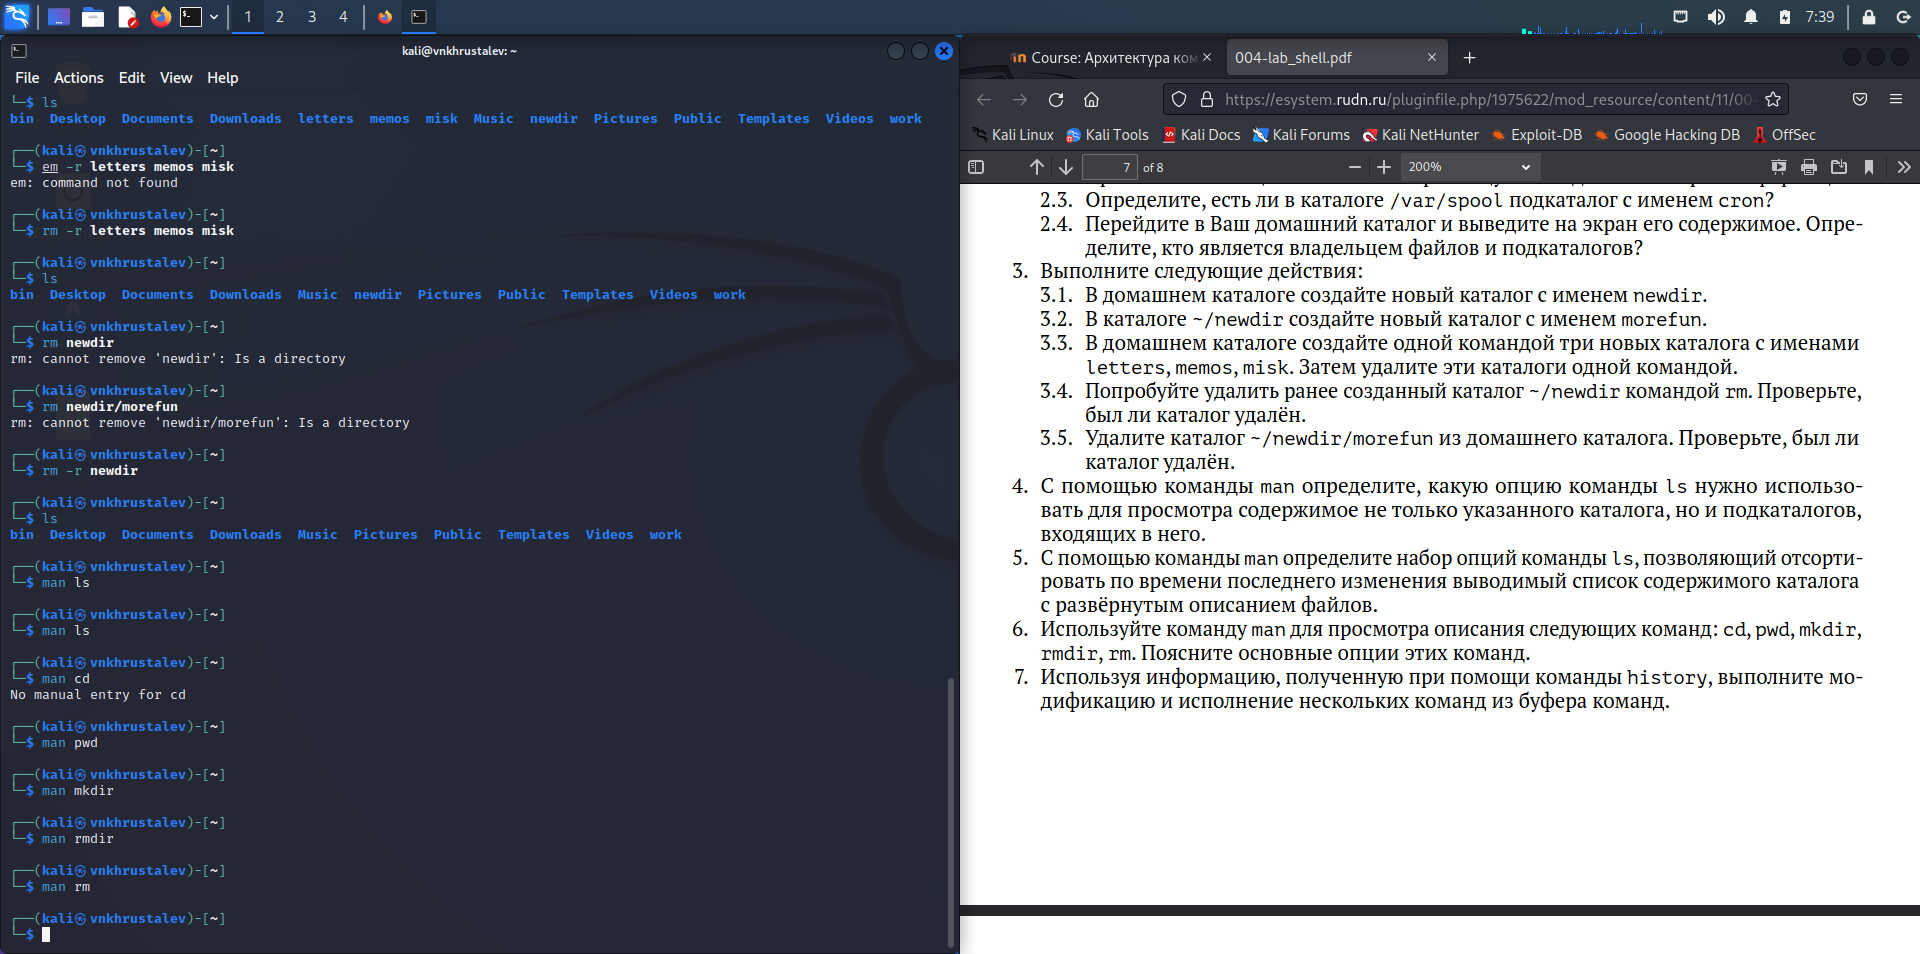 1 2 3 4 7:39
kali@vnkhrustalev: ~
File Actions Edit View Help
└─$ ls
bin Desktop Documents Downloads letters memos misk Music newdir Pictures Public Templates Videos work
┌──(kali㉿vnkhrustalev)-[~]
└─$ em -r letters memos misk
em: command not found
┌──(kali㉿vnkhrustalev)-[~]
└─$ rm -r letters memos misk
┌──(kali㉿vnkhrustalev)-[~]
└─$ ls
bin Desktop Documents Downloads Music newdir Pictures Public Templates Videos work
┌──(kali㉿vnkhrustalev)-[~]
└─$ rm newdir
rm: cannot remove 'newdir': Is a directory
┌──(kali㉿vnkhrustalev)-[~]
└─$ rm newdir/morefun
rm: cannot remove 'newdir/morefun': Is a directory
┌──(kali㉿vnkhrustalev)-[~]
└─$ rm -r newdir
┌──(kali㉿vnkhrustalev)-[~]
└─$ ls
bin Desktop Documents Downloads Music Pictures Public Templates Videos work
┌──(kali㉿vnkhrustalev)-[~]
└─$ man ls
┌──(kali㉿vnkhrustalev)-[~]
└─$ man ls
┌──(kali㉿vnkhrustalev)-[~]
└─$ man cd
No manual entry for cd
┌──(kali㉿vnkhrustalev)-[~]
└─$ man pwd
┌──(kali㉿vnkhrustalev)-[~]
└─$ man mkdir
┌──(kali㉿vnkhrustalev)-[~]
└─$ man rmdir
┌──(kali㉿vnkhrustalev)-[~]
└─$ man rm
┌──(kali㉿vnkhrustalev)-[~]
└─$
Course: Архитектура ком 004-lab_shell.pdf
https://esystem.rudn.ru/pluginfile.php/1975622/mod_resource/content/11/00
Kali Linux Kali Tools Kali Docs Kali Forums Kali NetHunter Exploit-DB Google Hacking DB OffSec
7 of 8 200%
2.3. Определите, есть ли в каталоге /var/spool подкаталог с именем cron?
2.4. Перейдите в Ваш домашний каталог и выведите на экран его содержимое. Опре-
делите, кто является владельцем файлов и подкаталогов?
3. Выполните следующие действия:
3.1. В домашнем каталоге создайте новый каталог с именем newdir.
3.2. В каталоге ~/newdir создайте новый каталог с именем morefun.
3.3. В домашнем каталоге создайте одной командой три новых каталога с именами
letters, memos, misk. Затем удалите эти каталоги одной командой.
3.4. Попробуйте удалить ранее созданный каталог ~/newdir командой rm. Проверьте,
был ли каталог удалён.
3.5. Удалите каталог ~/newdir/morefun из домашнего каталога. Проверьте, был ли
каталог удалён.
4. С помощью команды man определите, какую опцию команды ls нужно использо-
вать для просмотра содержимое не только указанного каталога, но и подкаталогов,
входящих в него.
5. С помощью команды man определите набор опций команды ls, позволяющий отсорти-
ровать по времени последнего изменения выводимый список содержимого каталога
с развёрнутым описанием файлов.
6. Используйте команду man для просмотра описания следующих команд: cd, pwd, mkdir,
rmdir, rm. Поясните основные опции этих команд.
7. Используя информацию, полученную при помощи команды history, выполните мо-
дификацию и исполнение нескольких команд из буфера команд.